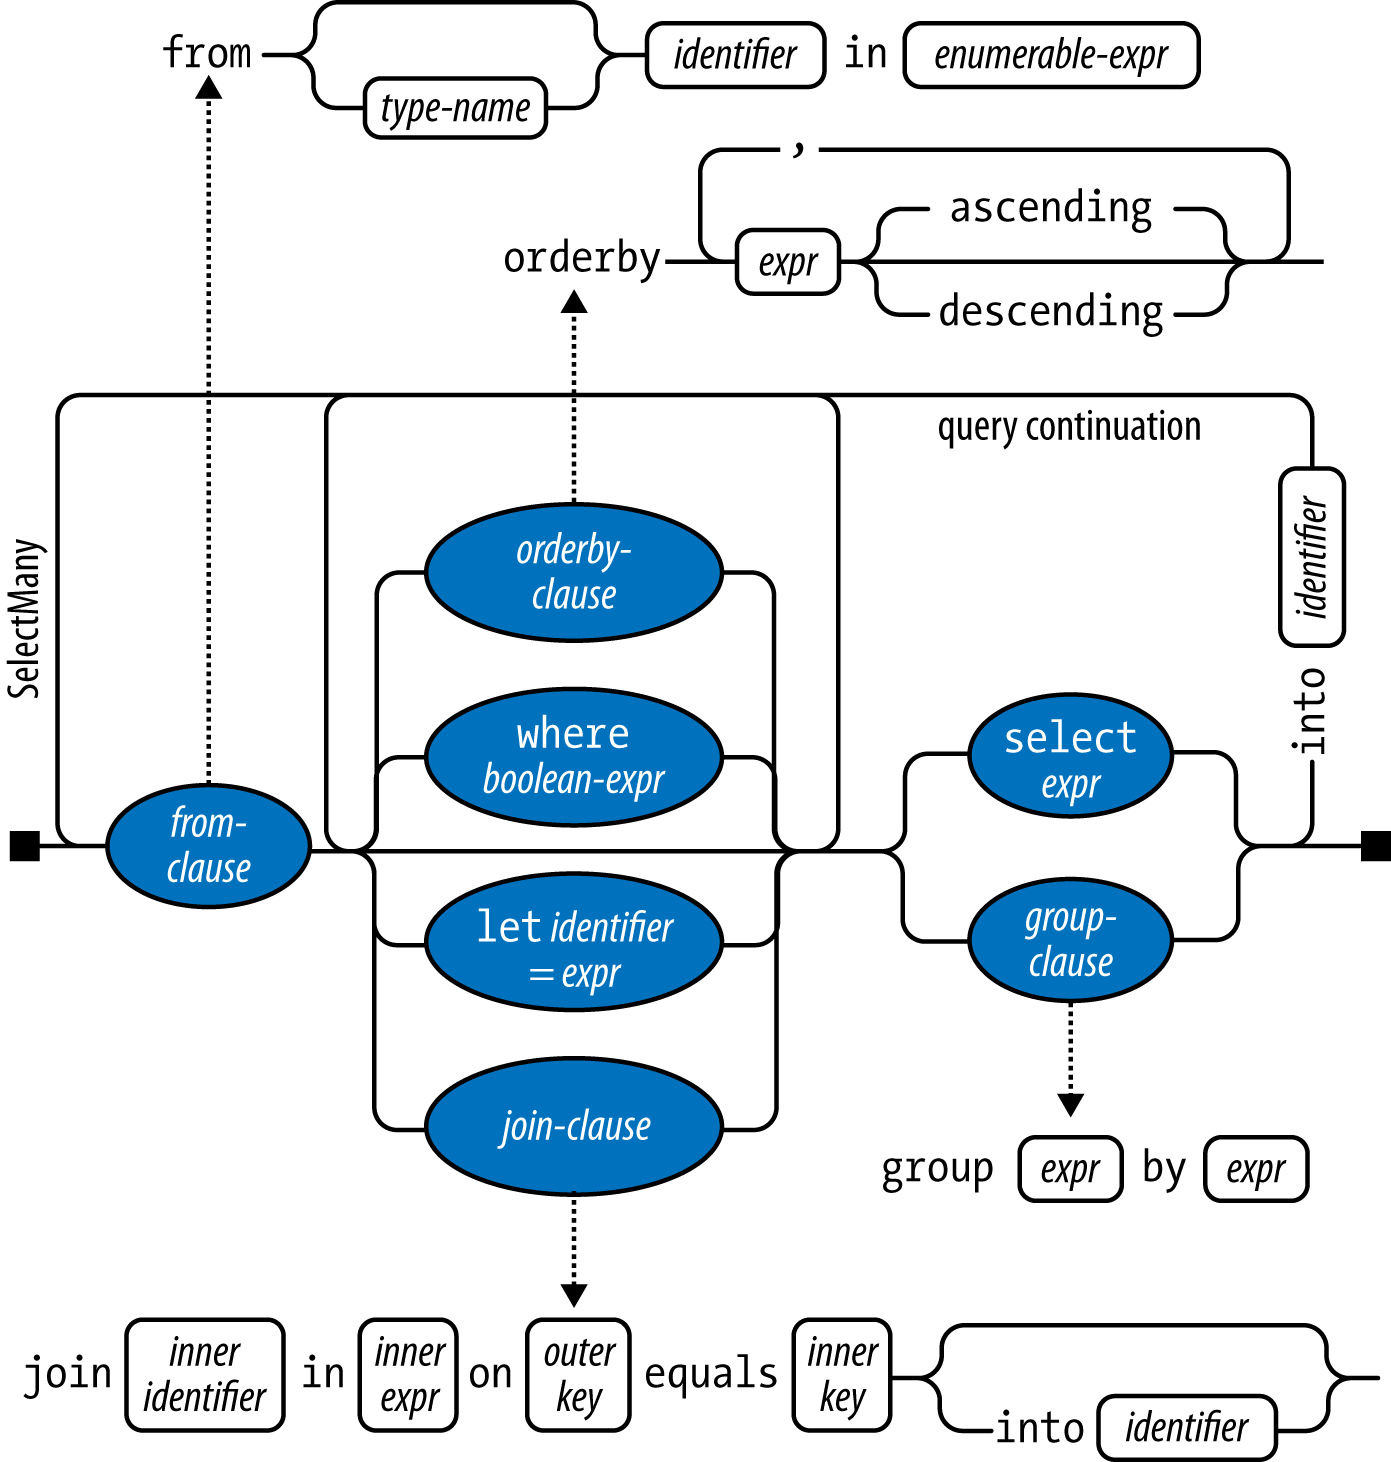 from
identifier
in
enumerable-expr
type-name
,
ascending
orderby
expr
descending
query continuation
SelectMany
identifier
into
orderby-
clause
where
boolean-expr
from-
clause
let identifier
= expr
join-clause
select
expr
group-
clause
group
expr
by
expr
join
inner
identifier
in
inner
expr
on
outer
key
equals
inner
key
into
identifier